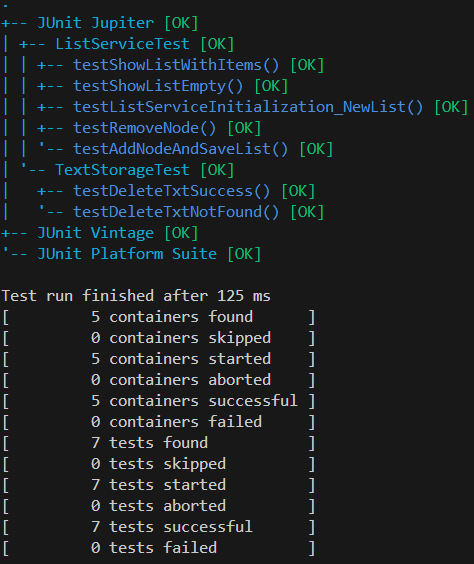 .
+-- JUnit Jupiter [OK]
| +-- ListServiceTest [OK]
| | +-- testShowListWithItems() [OK]
| | +-- testShowListEmpty() [OK]
| | +-- testListServiceInitialization_NewList() [OK]
| | +-- testRemoveNode() [OK]
| | '-- testAddNodeAndSaveList() [OK]
| '-- TextStorageTest [OK]
|   +-- testDeleteTxtSuccess() [OK]
|   '-- testDeleteTxtNotFound() [OK]
+-- JUnit Vintage [OK]
'-- JUnit Platform Suite [OK]

Test run finished after 125 ms
[         5 containers found      ]
[         0 containers skipped    ]
[         5 containers started    ]
[         0 containers aborted    ]
[         5 containers successful ]
[         0 containers failed     ]
[         7 tests found           ]
[         0 tests skipped         ]
[         7 tests started         ]
[         0 tests aborted         ]
[         7 tests successful      ]
[         0 tests failed          ]